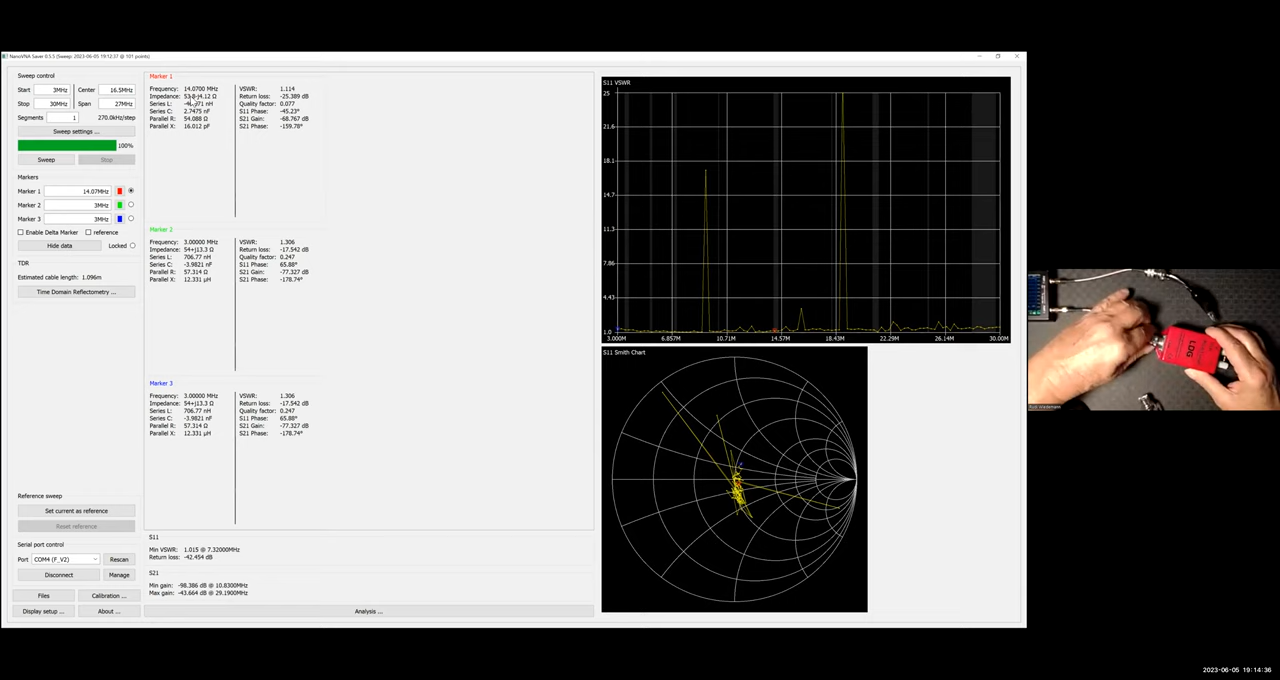 NanoVNA Saver 0.5.5 (Sweep: 2023-06-05 19:12:37 @ 101 points)
Sweep control
Start 3MHz Center 16.5MHz
Stop 30MHz Span 27MHz
Segments 1 270.0kHz/step
Sweep settings ...
100%
Sweep Stop
Markers
Marker 1 14.07MHz
Marker 2 3MHz
Marker 3 3MHz
Enable Delta Marker reference
Hide data Locked
TDR
Estimated cable length: 1.096m
Time Domain Reflectometry ...
Reference sweep
Set current as reference
Reset reference
Serial port control
Port COM4 (F_V2) Rescan
Disconnect Manage
Files Calibration ...
Display setup ... About ...
Marker 1
Frequency: 14.0700 MHz VSWR: 1.114
Impedance: Return loss: -25.389 dB
Series L: nH Quality factor: 0.077
Series C: 2.7475 nF S11 Phase: -45.23°
Parallel R: 54.088 Ω S21 Gain: -68.767 dB
Parallel X: 16.012 pF S21 Phase: -159.78°
Marker 2
Frequency: 3.00000 MHz VSWR: 1.306
Impedance: 54+j13.3 Ω Return loss: -17.542 dB
Series L: 706.77 nH Quality factor: 0.247
Series C: -3.9821 nF S11 Phase: 65.88°
Parallel R: 57.314 Ω S21 Gain: -77.327 dB
Parallel X: 12.331 µH S21 Phase: -178.74°
Marker 3
Frequency: 3.00000 MHz VSWR: 1.306
Impedance: 54+j13.3 Ω Return loss: -17.542 dB
Series L: 706.77 nH Quality factor: 0.247
Series C: -3.9821 nF S11 Phase: 65.88°
Parallel R: 57.314 Ω S21 Gain: -77.327 dB
Parallel X: 12.331 µH S21 Phase: -178.74°
S11
Min VSWR: 1.015 @ 7.32000MHz
Return loss: -42.454 dB
S21
Min gain: -98.386 dB @ 10.8300MHz
Max gain: -43.664 dB @ 29.1900MHz
Analysis ...
S11 VSWR
25
21.6
18.1
14.7
11.3
7.86
4.43
1.0
3.000M 6.857M 10.71M 14.57M 18.43M 22.29M 26.14M 30.00M
S11 Smith Chart
LDG
2023-06-05 19:14:36